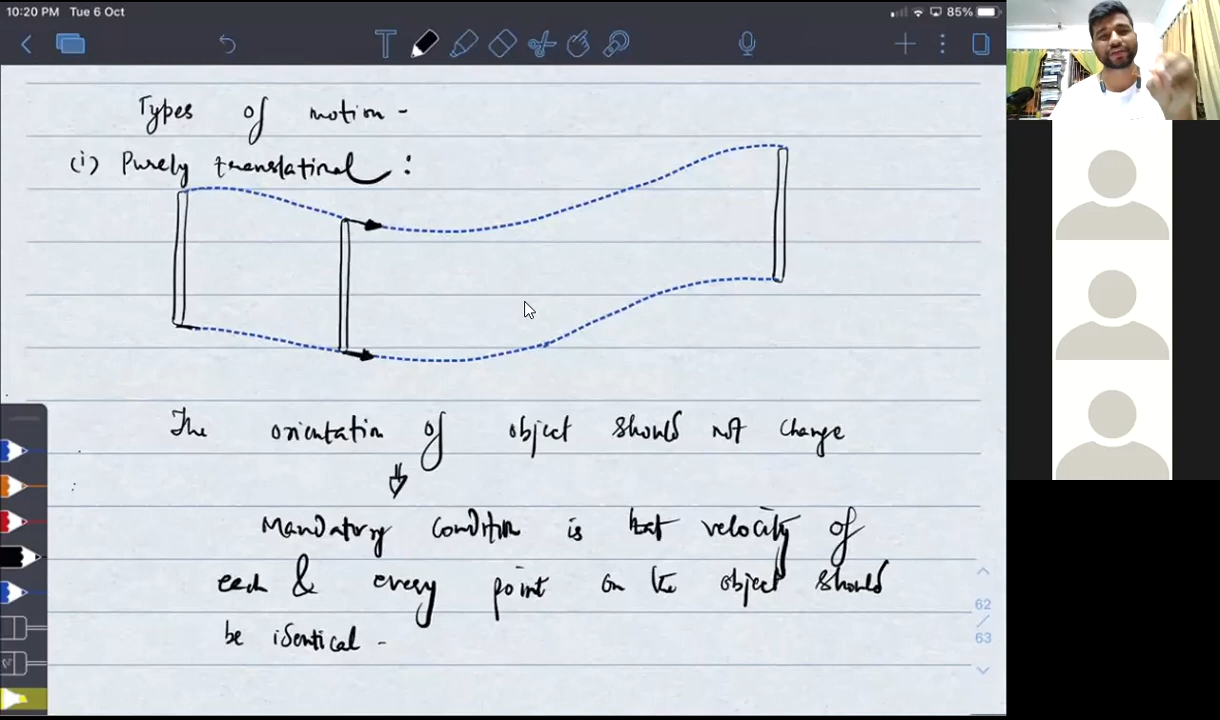 10:20 PM Tue 6 Oct
85%
Types of motion -
(i) Purely translational :
The orientation of object should not change
Mandatory condition is that velocity of
each & every point on the object should
be identical -
62
/
63